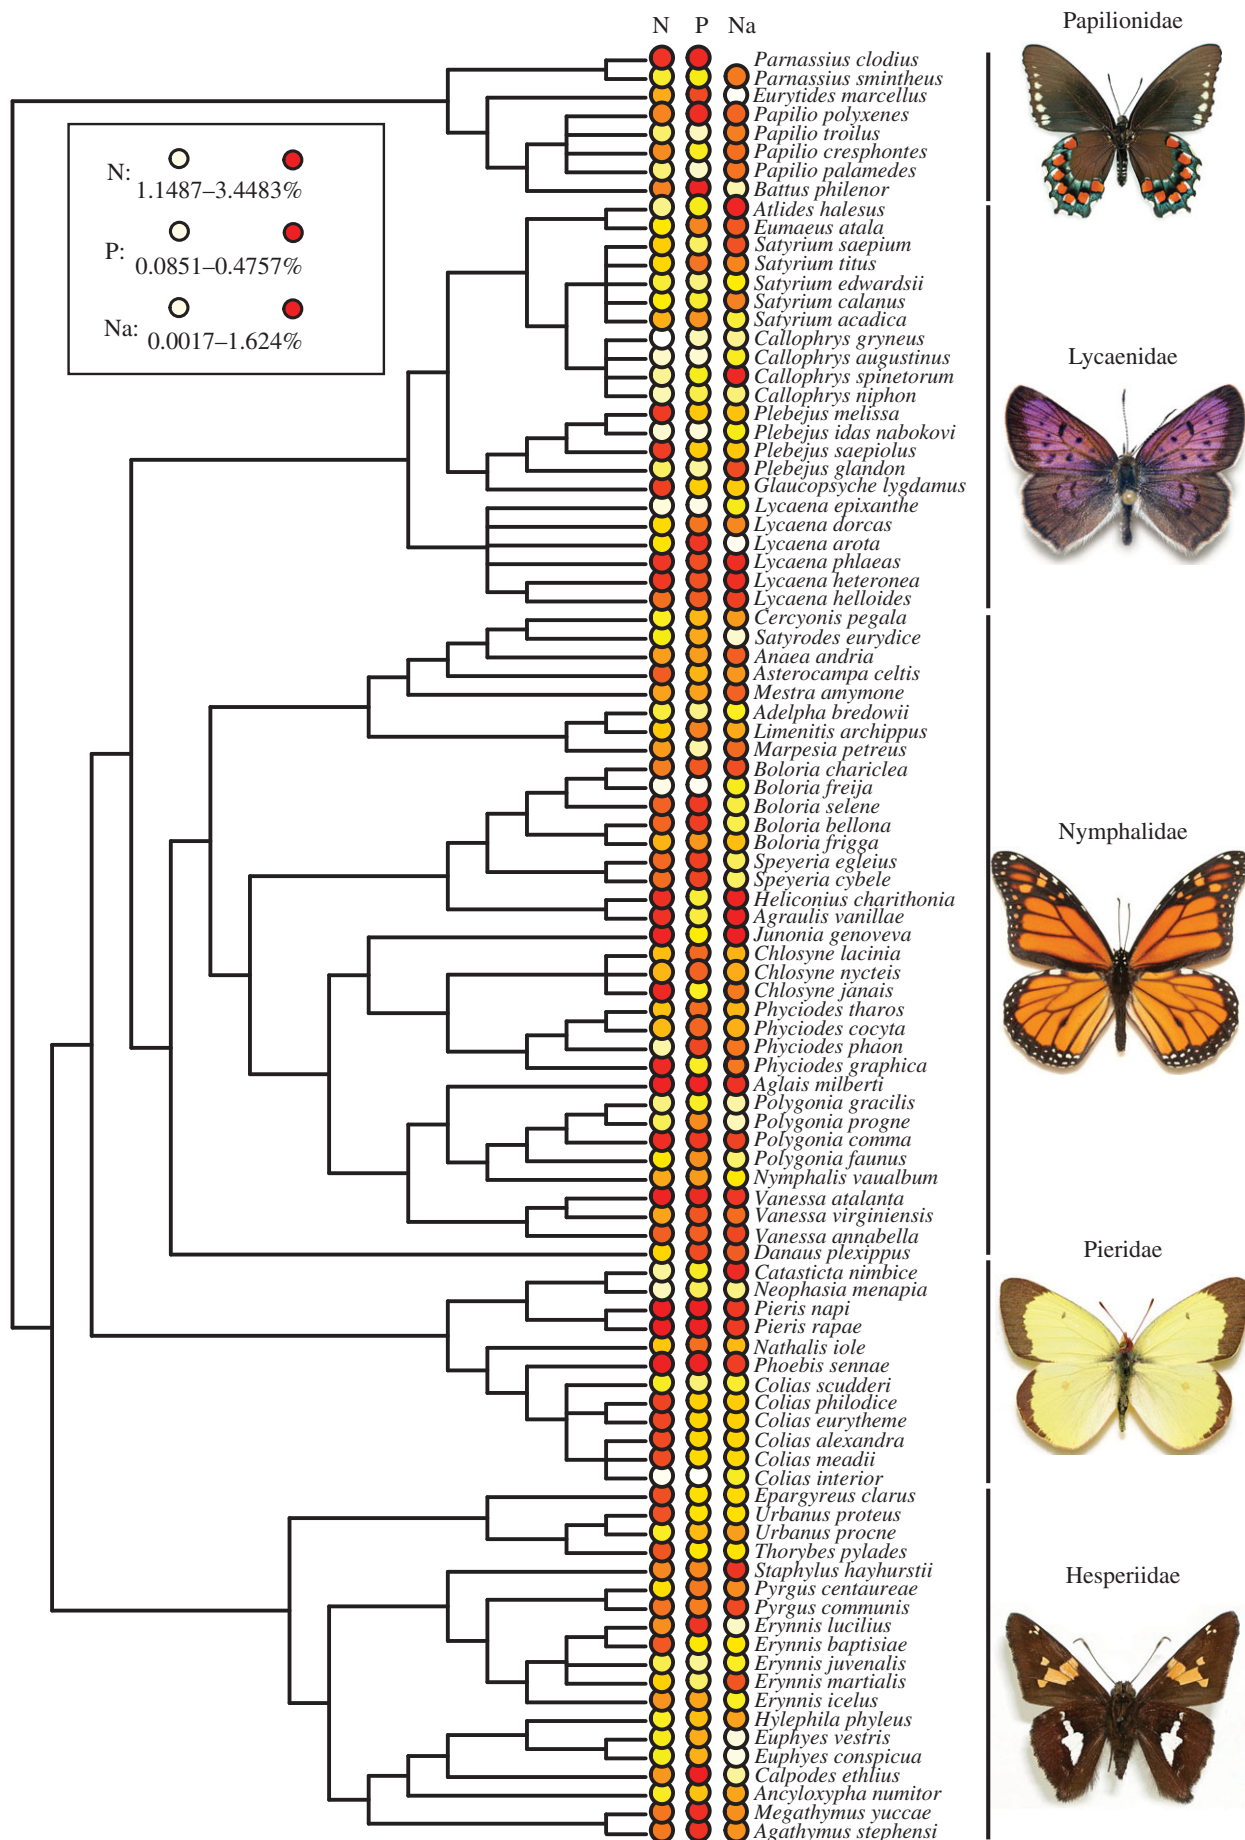 N P Na
Papilionidae
Parnassius clodius
Parnassius smintheus
Eurytides marcellus
Papilio polyxenes
Papilio troilus
Papilio cresphontes
Papilio palamedes
Battus philenor
N:
1.1487–3.4483%
P:
0.0851–0.4757%
Na:
0.0017–1.624%
Atlides halesus
Eumaeus atala
Satyrium saepium
Satyrium titus
Satyrium edwardsii
Satyrium calanus
Satyrium acadica
Callophrys gryneus
Callophrys augustinus
Callophrys spinetorum
Callophrys niphon
Plebejus melissa
Plebejus idas nabokovi
Plebejus saepiolus
Plebejus glandon
Glaucopsyche lygdamus
Lycaena epixanthe
Lycaena dorcas
Lycaena arota
Lycaena phlaeas
Lycaena heteronea
Lycaena helloides
Lycaenidae
Cercyonis pegala
Satyrodes eurydice
Anaea andria
Asterocampa celtis
Mestra amymone
Adelpha bredowii
Limenitis archippus
Marpesia petreus
Boloria chariclea
Boloria freija
Boloria selene
Boloria bellona
Boloria frigga
Speyeria egleius
Speyeria cybele
Heliconius charithonia
Agraulis vanillae
Junonia genoveva
Chlosyne lacinia
Chlosyne nycteis
Chlosyne janais
Phyciodes tharos
Phyciodes cocyta
Phyciodes phaon
Phyciodes graphica
Aglais milberti
Polygonia gracilis
Polygonia progne
Polygonia comma
Polygonia faunus
Nymphalis vaualbum
Vanessa atalanta
Vanessa virginiensis
Vanessa annabella
Danaus plexippus
Nymphalidae
Catasticta nimbice
Neophasia menapia
Pieris napi
Pieris rapae
Nathalis iole
Phoebis sennae
Colias scudderi
Colias philodice
Colias eurytheme
Colias alexandra
Colias meadii
Colias interior
Pieridae
Epargyreus clarus
Urbanus proteus
Urbanus procne
Thorybes pylades
Staphylus hayhurstii
Pyrgus centaureae
Pyrgus communis
Erynnis lucilius
Erynnis baptisiae
Erynnis juvenalis
Erynnis martialis
Erynnis icelus
Hylephila phyleus
Euphyes vestris
Euphyes conspicua
Calpodes ethlius
Ancyloxypha numitor
Megathymus yuccae
Agathymus stephensi
Hesperiidae